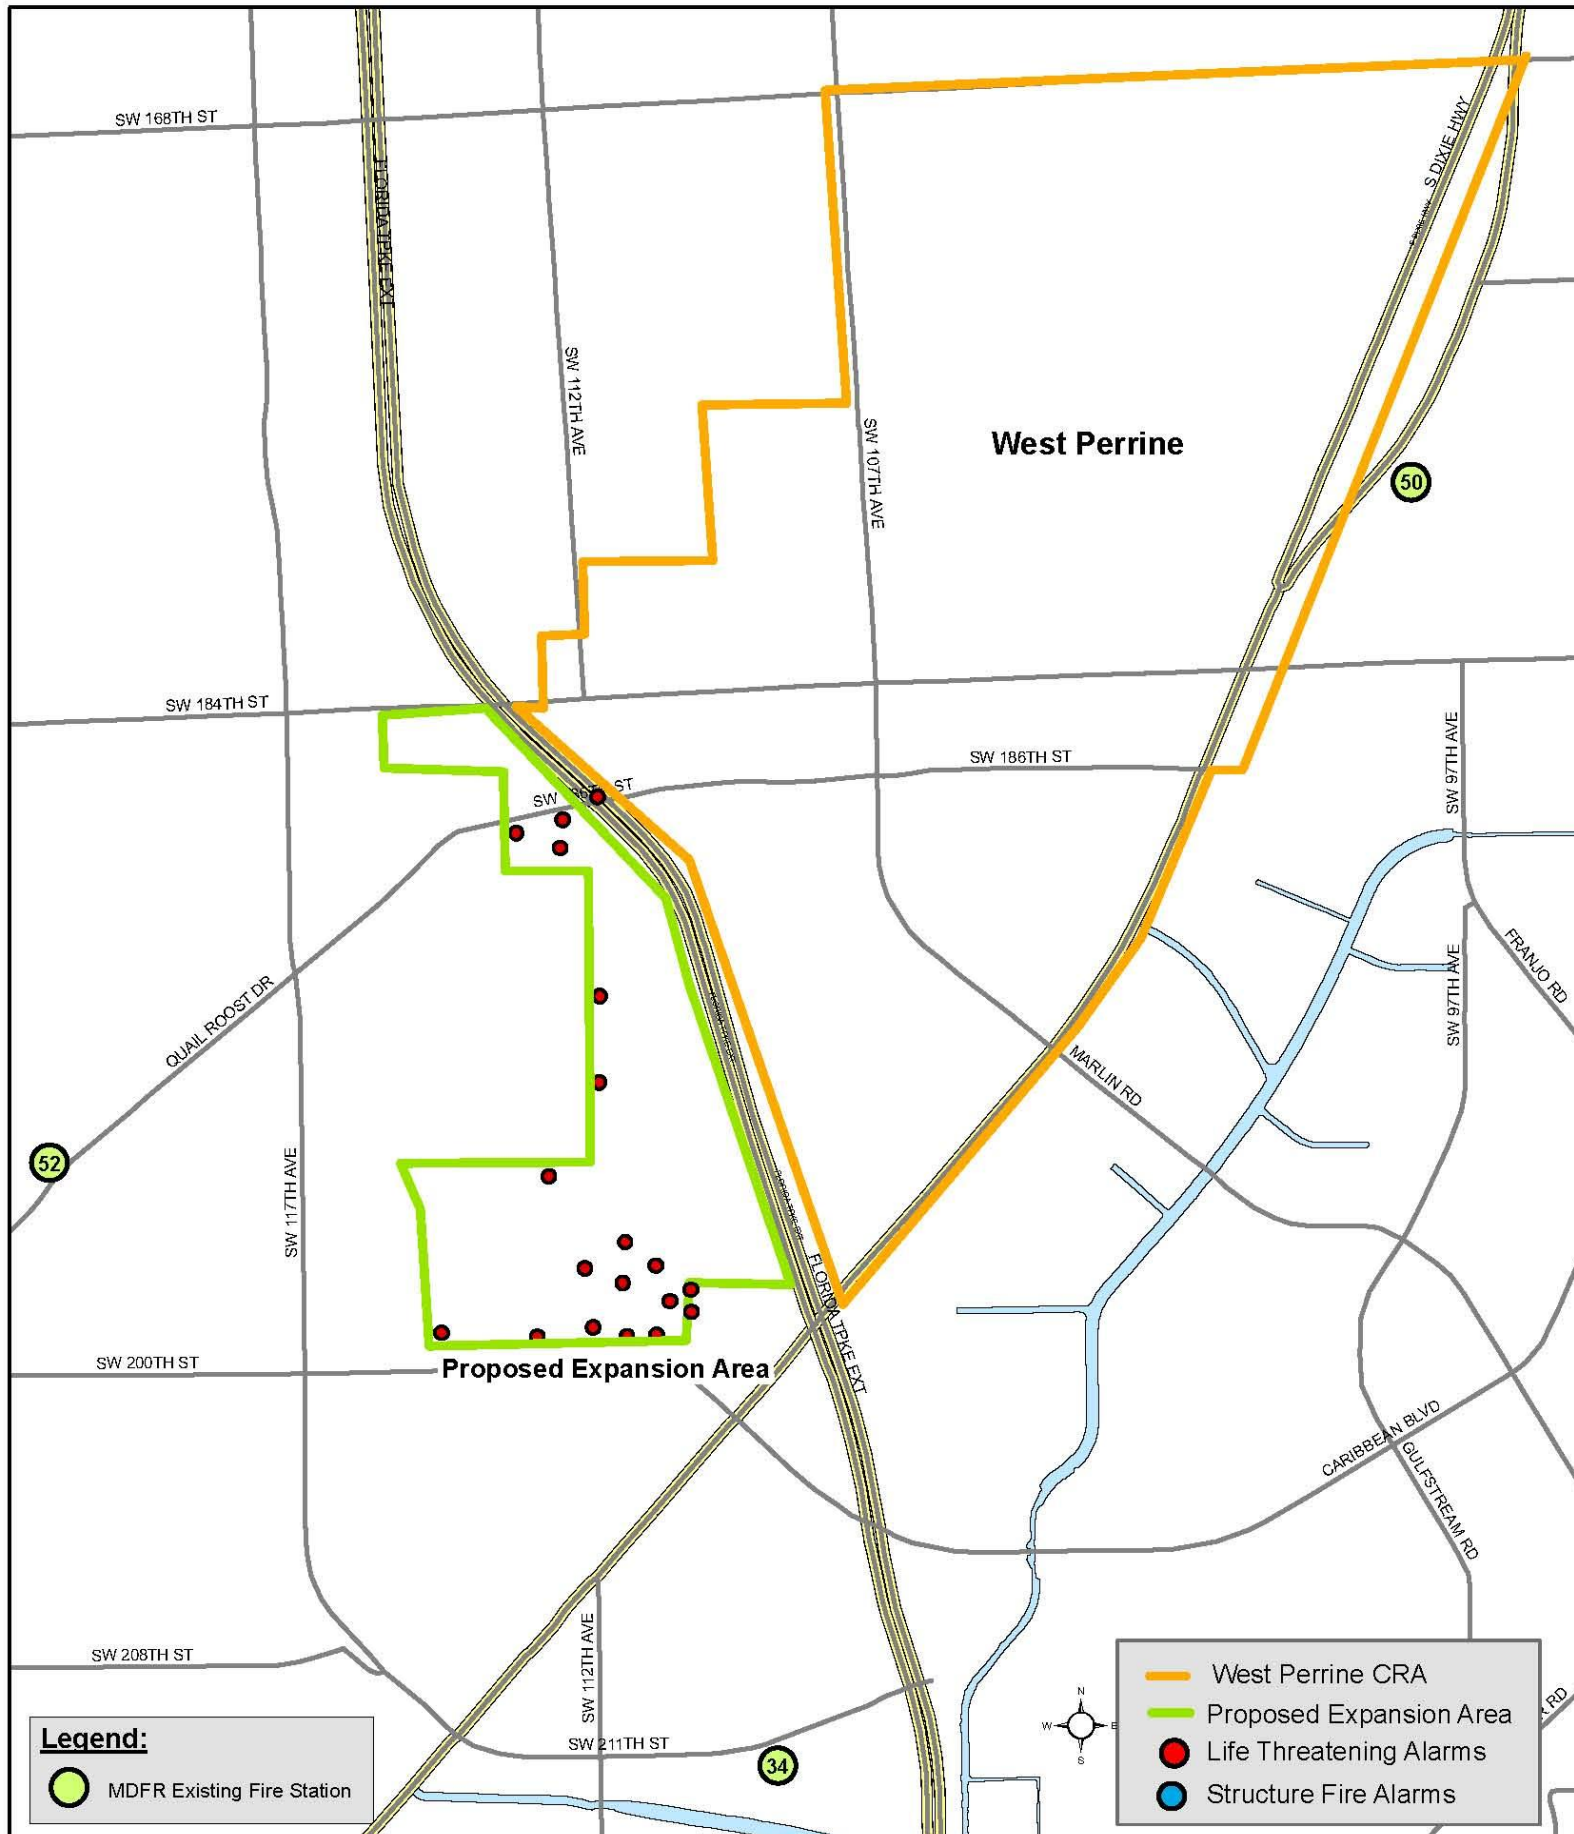 SW 168TH ST
FLORIDA TPKE EXT
S DIXIE HWY
SW 112TH AVE
SW 107TH AVE
West Perrine
50
SW 184TH ST
SW 186TH ST
SW 97TH AVE
SW 186TH ST
QUAIL ROOST DR
FRANJO RD
SW 97TH AVE
MARLIN RD
52
SW 117TH AVE
FLORIDA TPKE EXT
SW 200TH ST
Proposed Expansion Area
CARIBBEAN BLVD
GULFSTREAM RD
SW 208TH ST
SW 112TH AVE
SW 211TH ST
34
N
W
E
S
RD
Legend:
MDFR Existing Fire Station
West Perrine CRA
Proposed Expansion Area
Life Threatening Alarms
Structure Fire Alarms